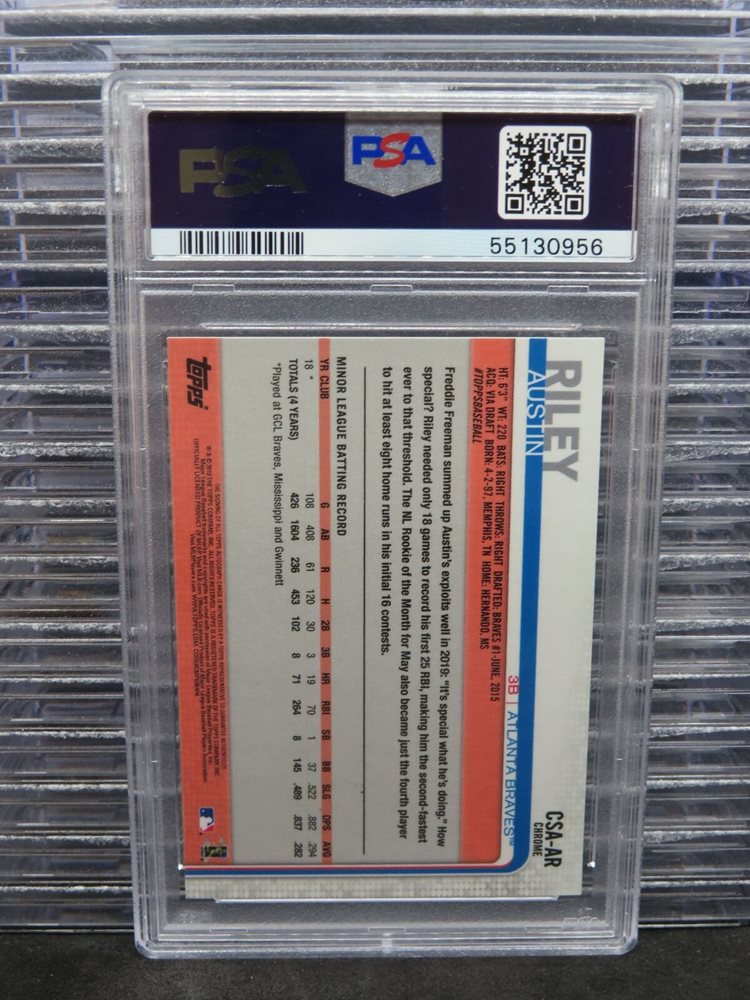 PSA
PSA
55130956
CSA-AR
CHROME
RILEY
AUSTIN
3B | ATLANTA BRAVES™
HT: 6'3" WT: 220 BATS: RIGHT THROWS: RIGHT DRAFTED: BRAVES #1-JUNE, 2015
ACQ: VIA DRAFT BORN: 4-2-97, MEMPHIS, TN HOME: HERNANDO, MS
#TOPPSBASEBALL
Freddie Freeman summed up Austin's exploits well in 2019: "It's special what he's doing." How
special? Riley needed only 18 games to record his first 25 RBI, making him the second-fastest
ever to that threshold. The NL Rookie of the Month for May also became just the fourth player
to hit at least eight home runs in his initial 16 contests.
MINOR LEAGUE BATTING RECORD
YR CLUB G AB R H 2B 3B HR RBI SB BB SLG OPS AVG
18 * 108 408 61 120 30 3 19 70 1 37 .522 .882 .294
TOTALS (4 YEARS) 426 1604 236 453 102 8 71 264 8 145 .489 .837 .282
*Played at GCL Braves, Mississippi and Gwinnett
topps